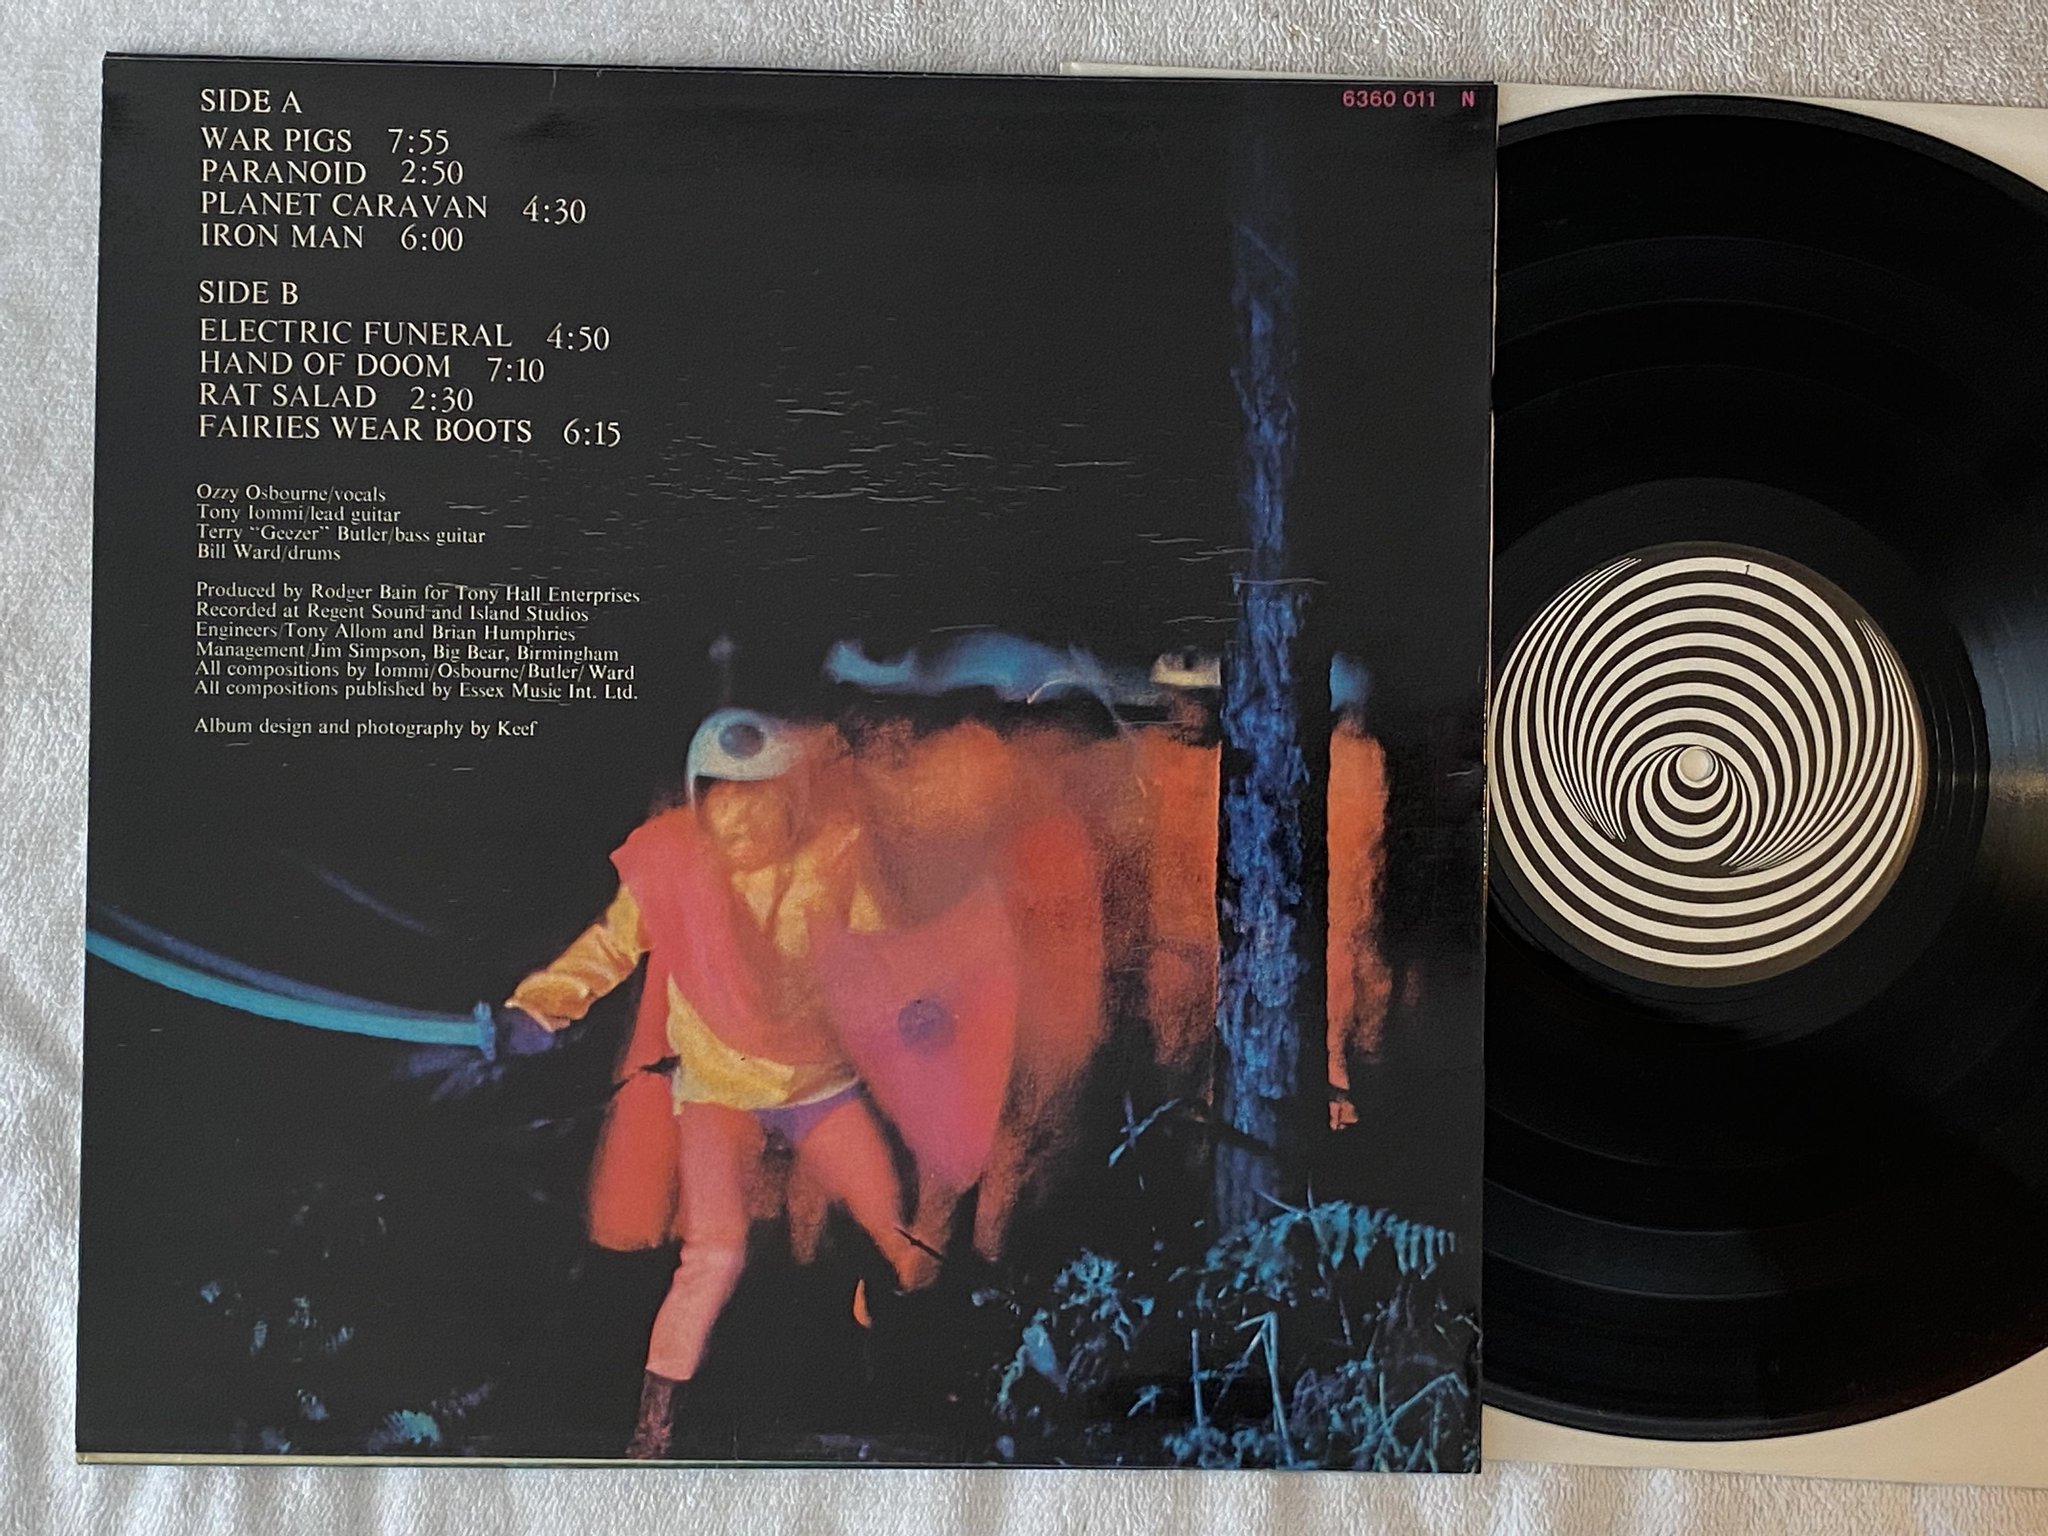 6360 011 N
SIDE A
WAR PIGS 7:55
PARANOID 2:50
PLANET CARAVAN 4:30
IRON MAN 6:00
SIDE B
ELECTRIC FUNERAL 4:50
HAND OF DOOM 7:10
RAT SALAD 2:30
FAIRIES WEAR BOOTS 6:15
Ozzy Osbourne/vocals
Tony Iommi/lead guitar
Terry "Geezer" Butler/bass guitar
Bill Ward/drums
Produced by Rodger Bain for Tony Hall Enterprises
Recorded at Regent Sound and Island Studios
Engineers/Tony Allom and Brian Humphries
Management/Jim Simpson, Big Bear, Birmingham
All compositions by Iommi/Osbourne/Butler/Ward
All compositions published by Essex Music Int. Ltd.
Album design and photography by Keef
1